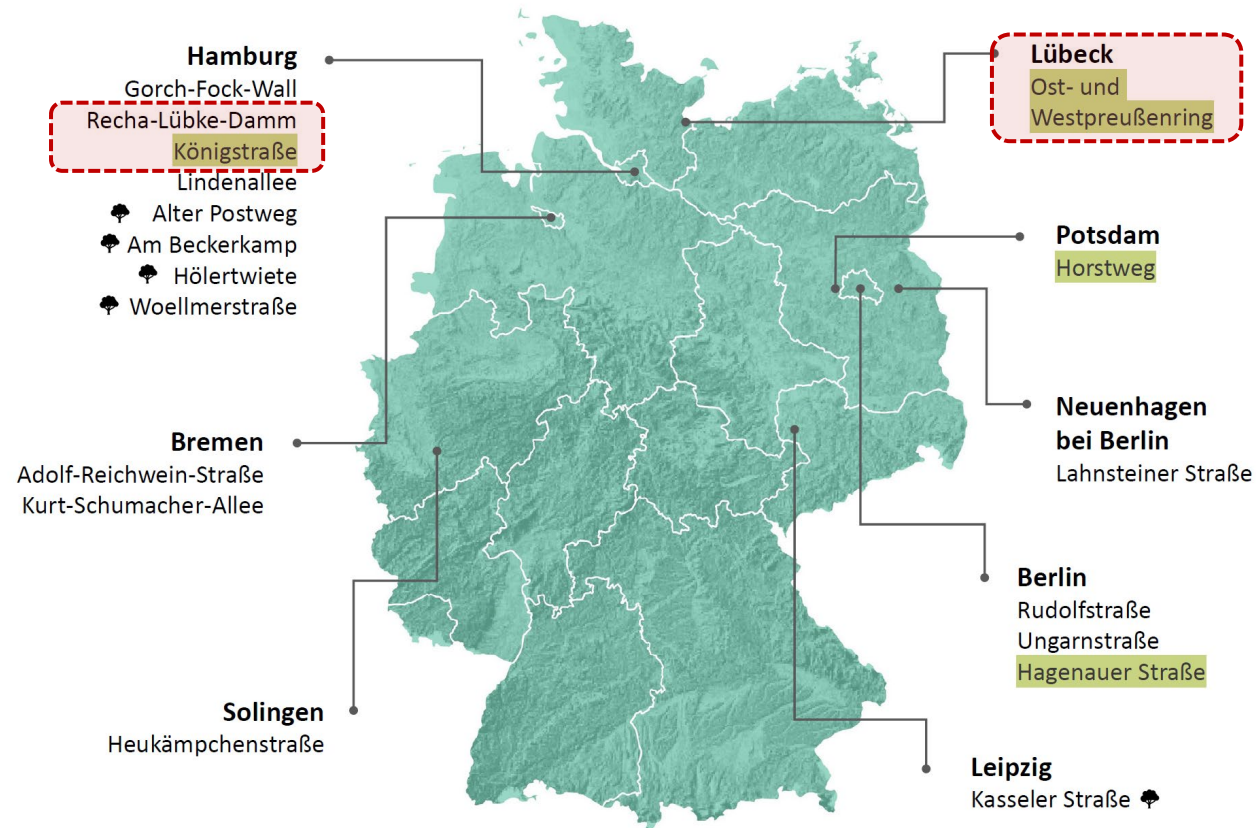 Hamburg
Gorch-Fock-Wall
Recha-Lübke-Damm
Königstraße
Lindenallee
Alter Postweg
Am Beckerkamp
Hölertwiete
Woellmerstraße
Bremen
Adolf-Reichwein-Straße
Kurt-Schumacher-Allee
Solingen
Heukämpchenstraße
Lübeck
Ost- und
Westpreußenring
Potsdam
Horstweg
Neuenhagen
bei Berlin
Lahnsteiner Straße
Berlin
Rudolfstraße
Ungarnstraße
Hagenauer Straße
Leipzig
Kasseler Straße